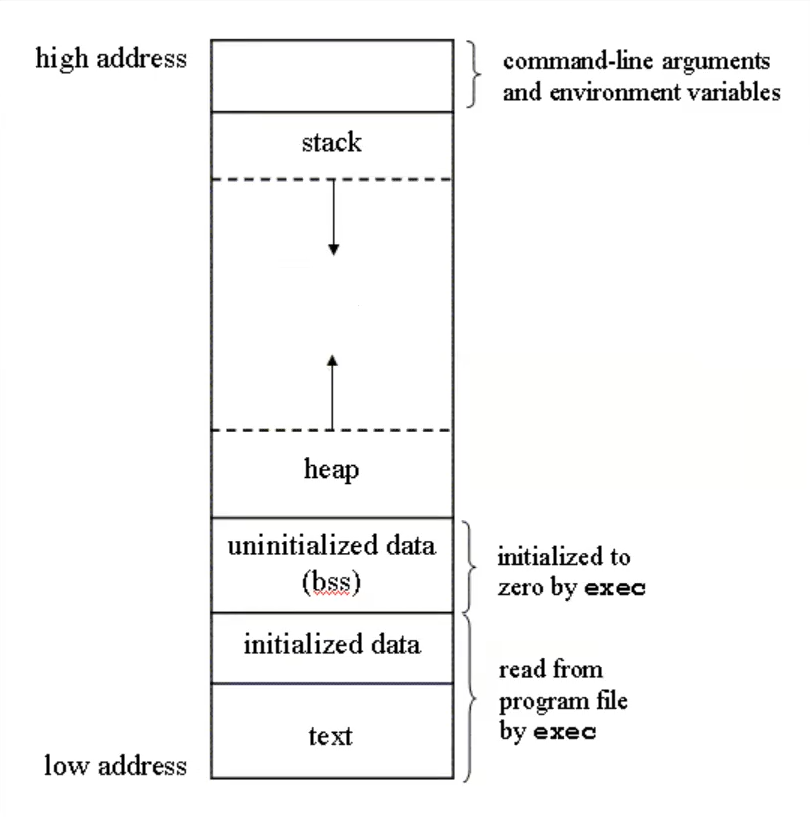 high address
command-line arguments
and environment variables
stack
heap
uninitialized data
(bss)
initialized to
zero by exec
initialized data
read from
program file
by exec
text
low address